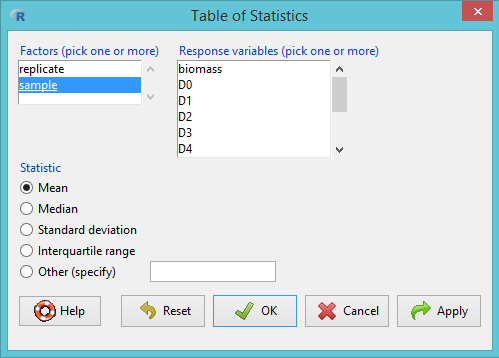 R
Table of Statistics
Factors (pick one or more)
Response variables (pick one or more)
replicate
sample
biomass
D0
D1
D2
D3
D4
Statistic
Mean
Median
Standard deviation
Interquartile range
Other (specify)
Help
Reset
OK
Cancel
Apply